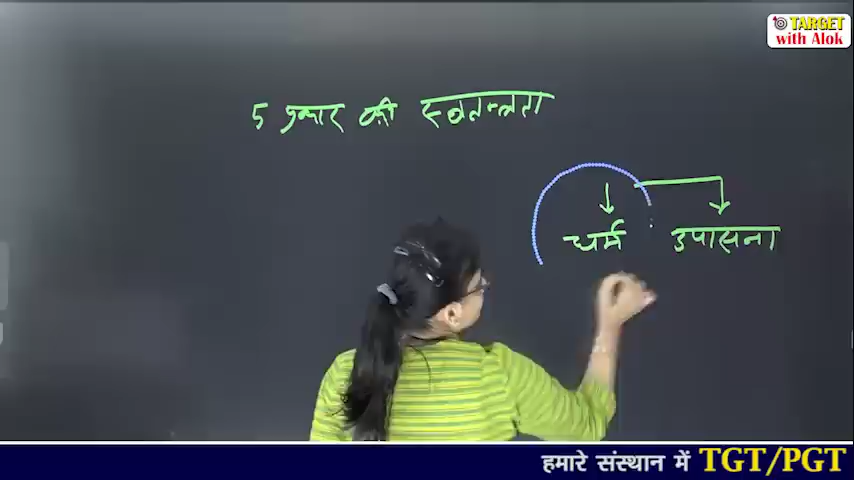 TARGET
with Alok
5 प्रकार की स्वतन्त्रता
धर्म उपासना
हमारे संस्थान में TGT/PGT